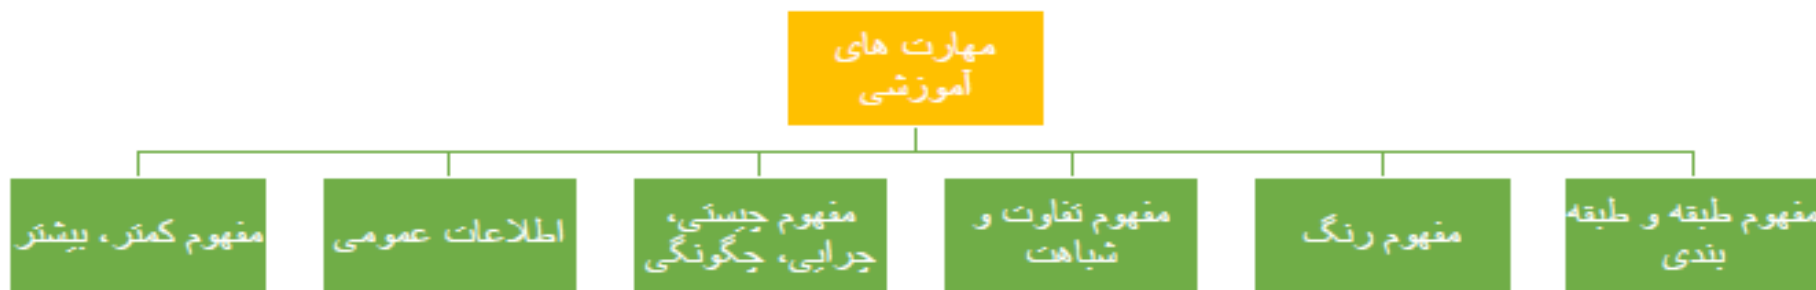 مهارت های
آموزشی
مفهوم طبقه و طبقه
بندی
مفهوم رنگ
مفهوم تفاوت و
شباهت
مفهوم چیستی،
چرایی، چگونگی
اطلاعات عمومی
مفهوم کمتر، بیشتر